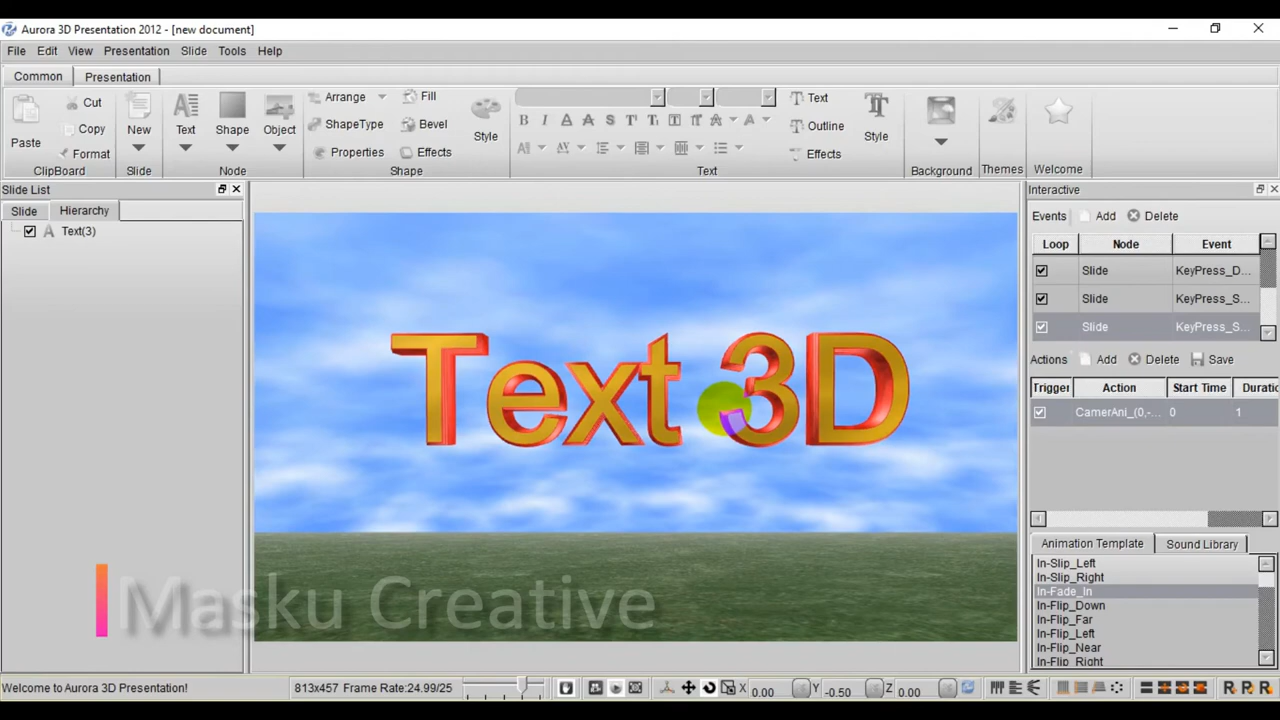 Aurora 3D Presentation 2012 - [new document]
File Edit View Presentation Slide Tools Help
Common Presentation
Paste Cut Copy Format ClipBoard
New Slide
Text Shape Object Node
Arrange ShapeType Properties Fill Bevel Effects Style Shape
B I A A S T T T T A A
A| AV
Text Outline Effects Style Text
Background
Themes
Welcome
Slide List
Slide Hierarchy
A Text(3)
Text 3D
Masku Creative
Interactive
Events Add Delete
Loop Node Event
Slide KeyPress_D...
Slide KeyPress_S...
Slide KeyPress_S...
Actions Add Delete Save
Trigger Action Start Time Duratio
CamerAni_(0,-... 0 1
Animation Template Sound Library
In-Slip_Left
In-Slip_Right
In-Fade_In
In-Flip_Down
In-Flip_Far
In-Flip_Left
In-Flip_Near
In-Flip_Right
Welcome to Aurora 3D Presentation! 813x457 Frame Rate:24.99/25 X 0.00 Y -0.50 Z 0.00 R R R